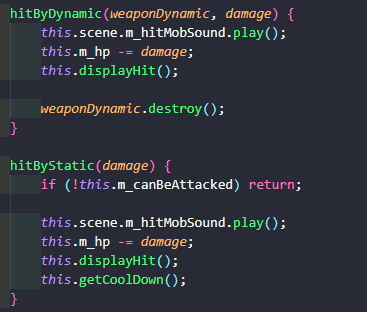 hitByDynamic(weaponDynamic, damage) {
    this.scene.m_hitMobSound.play();
    this.m_hp -= damage;
    this.displayHit();

    weaponDynamic.destroy();
}

hitByStatic(damage) {
    if (!this.m_canBeAttacked) return;

    this.scene.m_hitMobSound.play();
    this.m_hp -= damage;
    this.displayHit();
    this.getCoolDown();
}